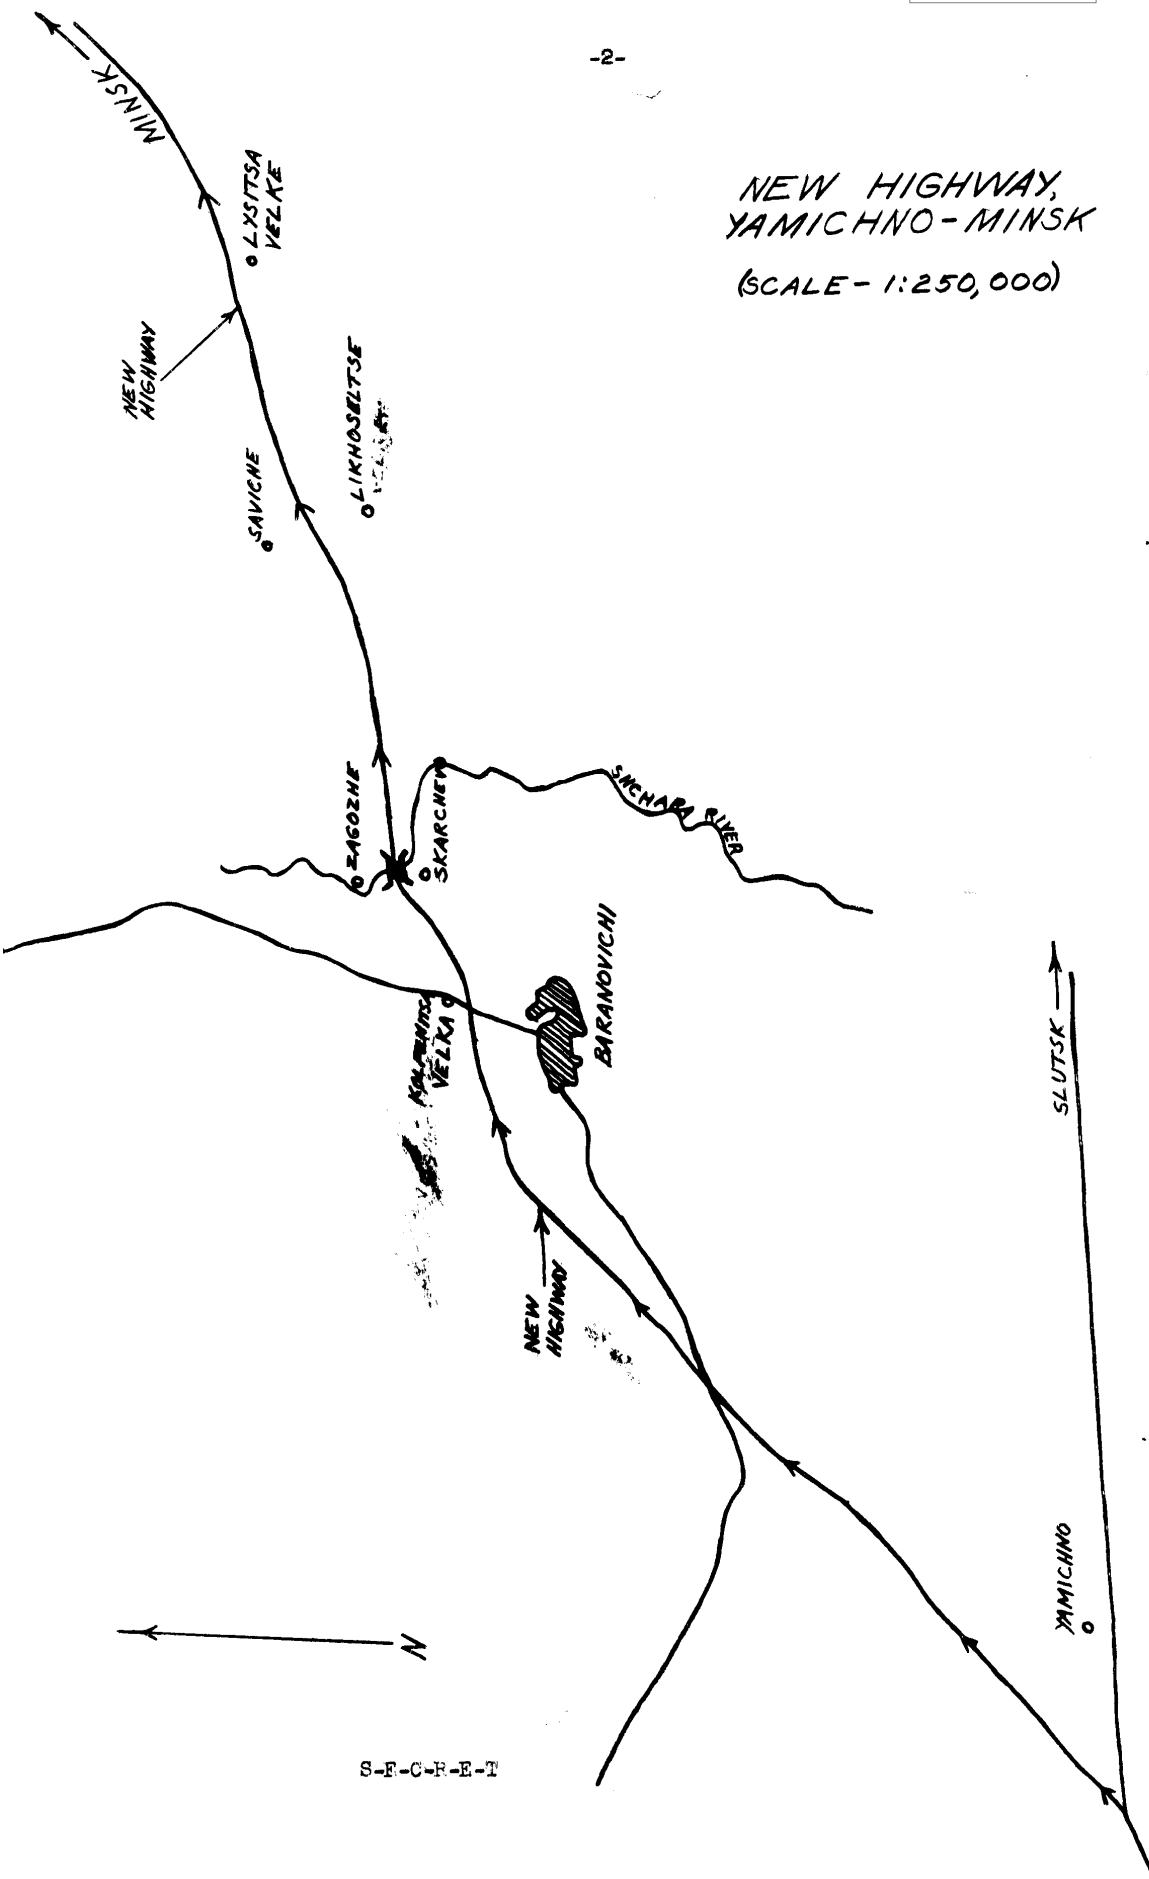 -2-
NEW HIGHWAY,
YAMICHNO-MINSK
(SCALE- 1:250,000)
MINSK
LYSITSA
VELKE
NEW
HIGHWAY
SAVICHE
LIKHOSELTSE
ZAGOZHE
SKARCHEW
SHCHARA RIVER
BARANOVICHI
VELKA
NEW
HIGHWAY
SLUTSK
YAMICHNO
N
S-E-C-R-E-T